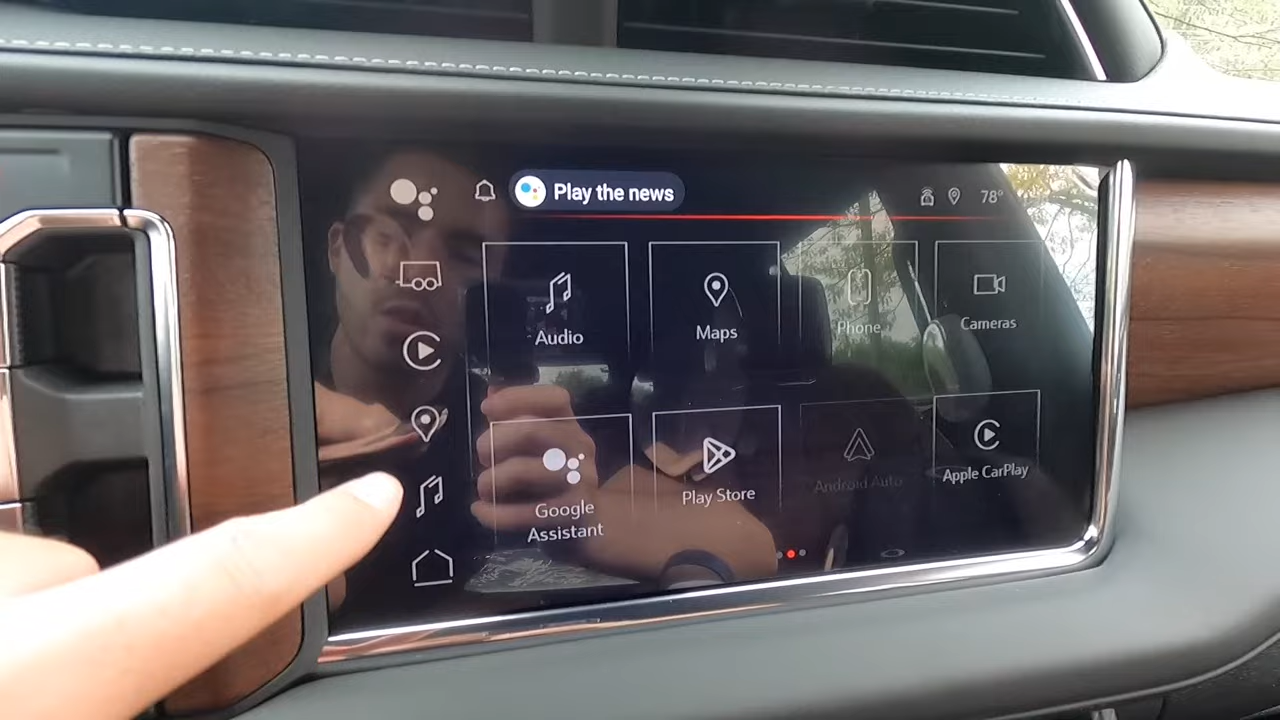 Play the news
78°
Audio
Maps
Phone
Cameras
Google
Assistant
Play Store
Android Auto
Apple CarPlay